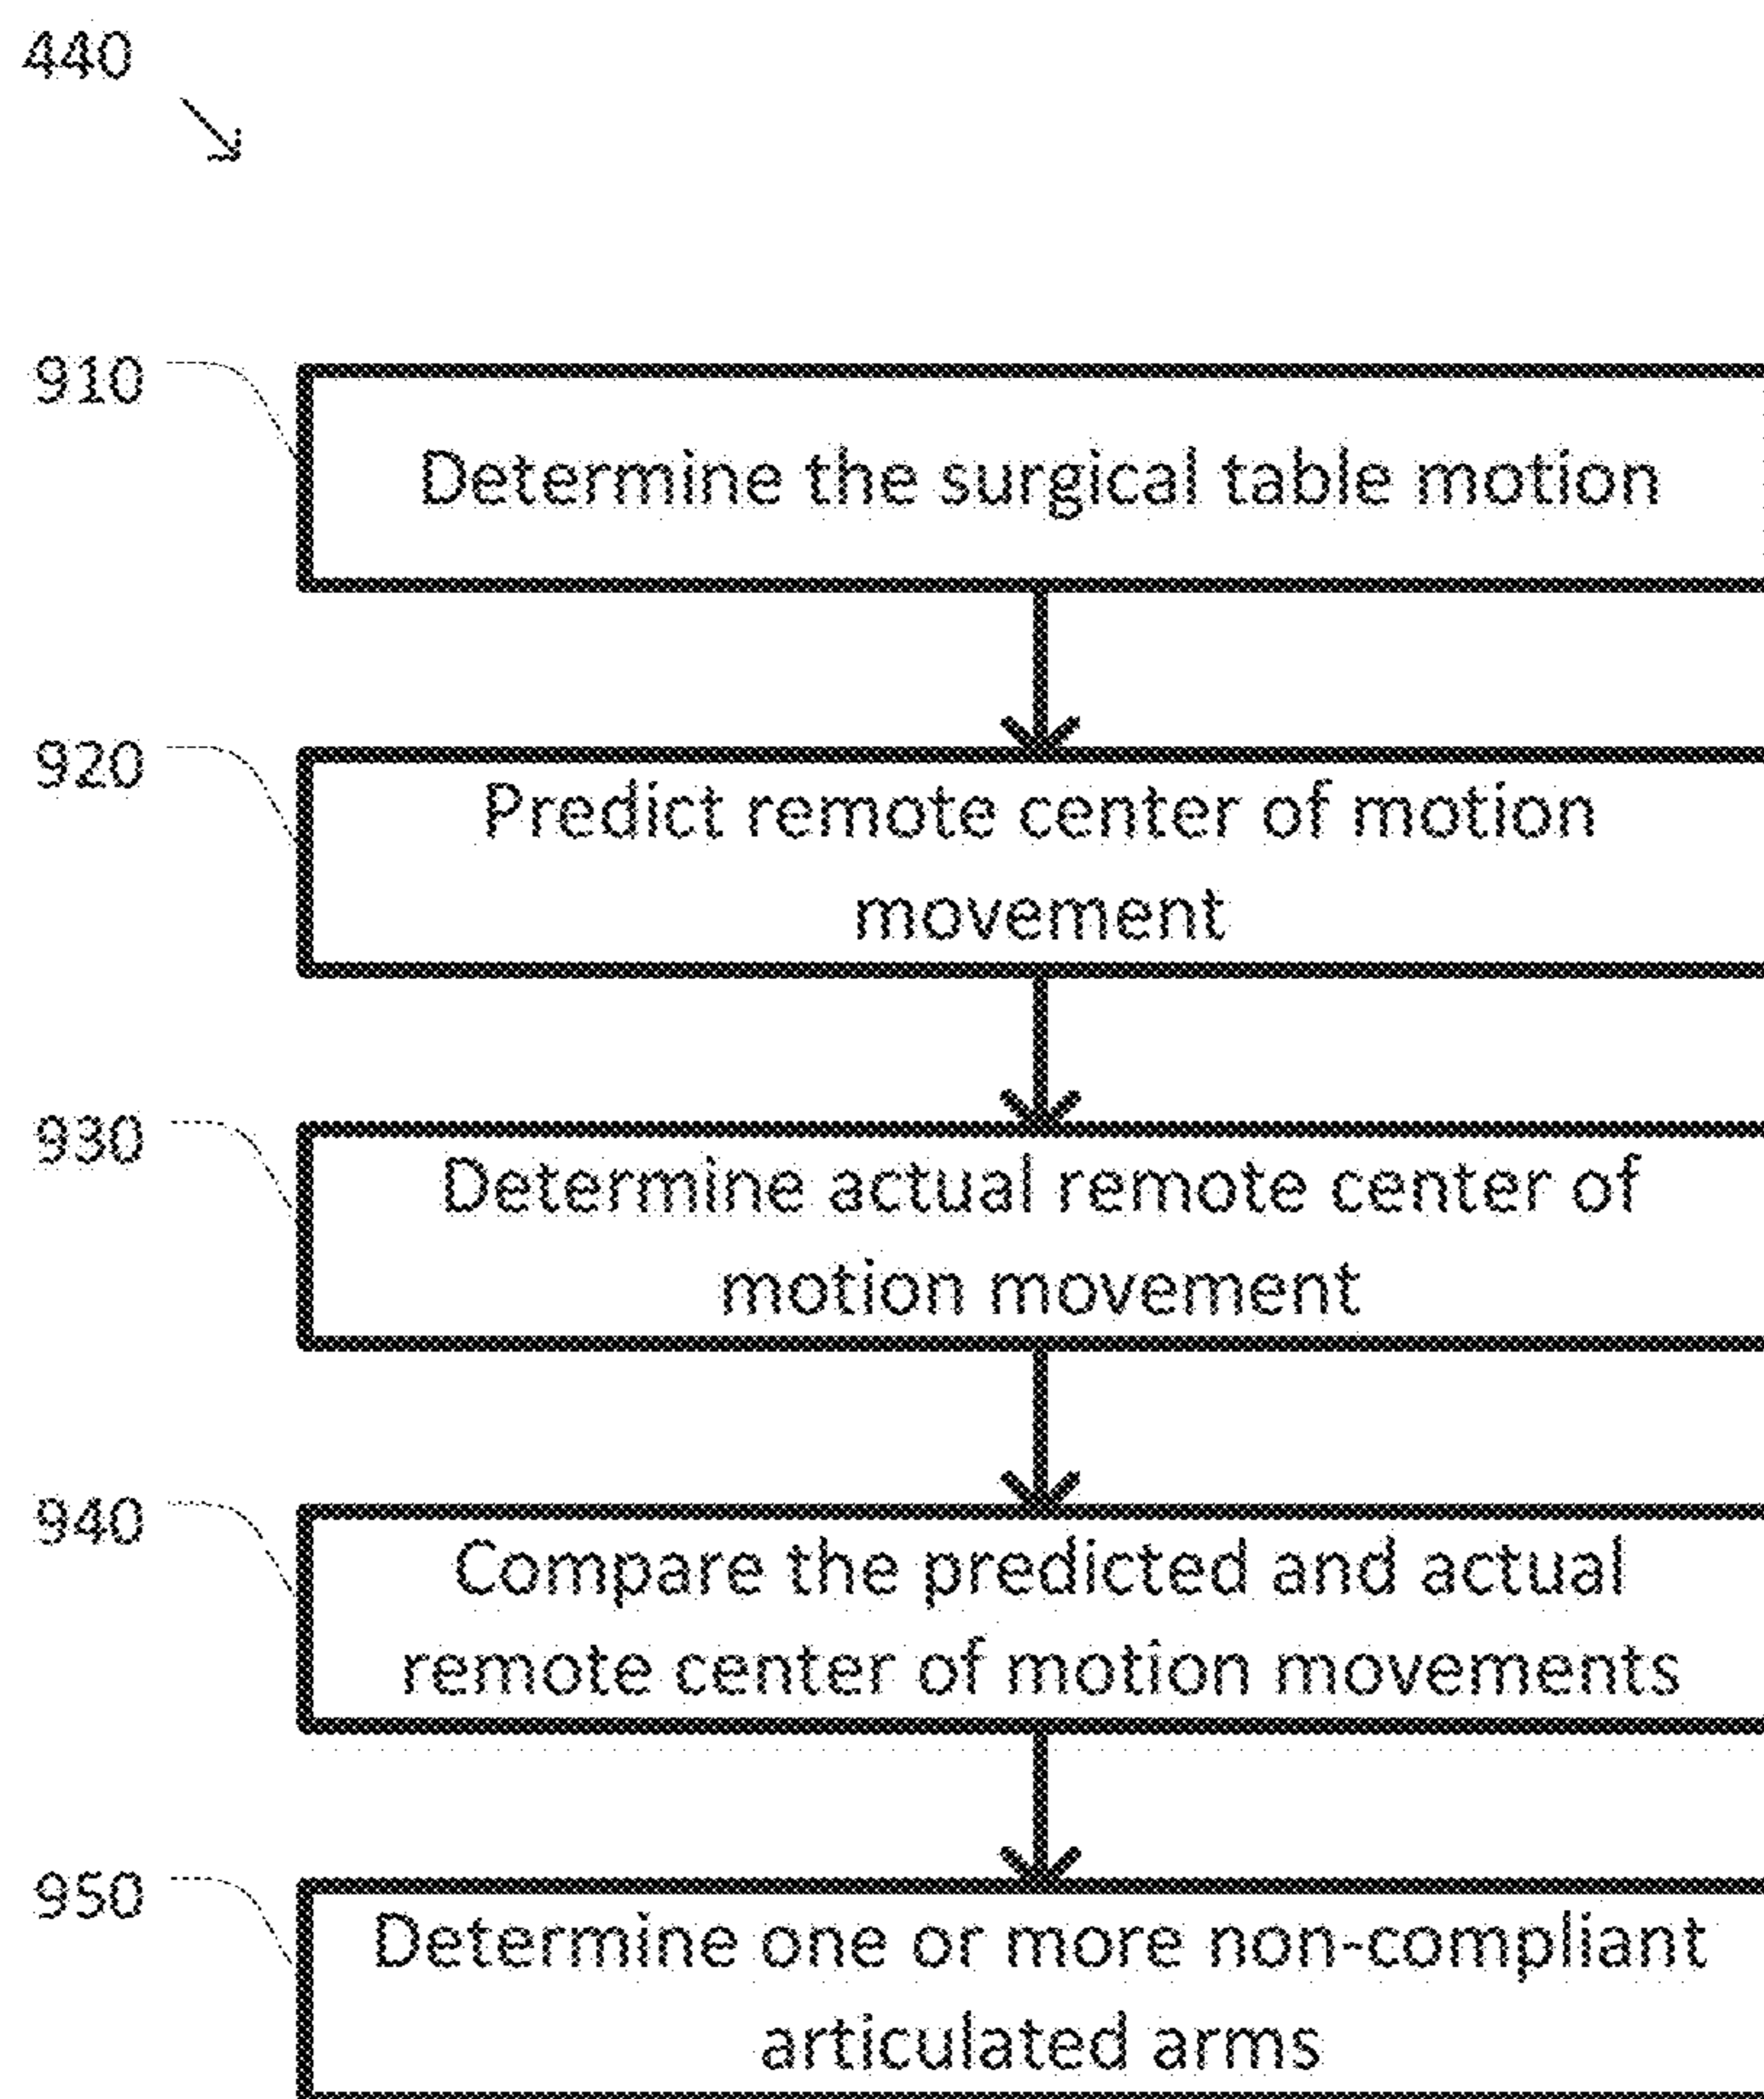 440
910
Determine the surgical table motion
920
Predict remote center of motion
movement
930
Determine actual remote center of
motion movement
940
Compare the predicted and actual
remote center of motion movements
950
Determine one or more non-compliant
articulated arms